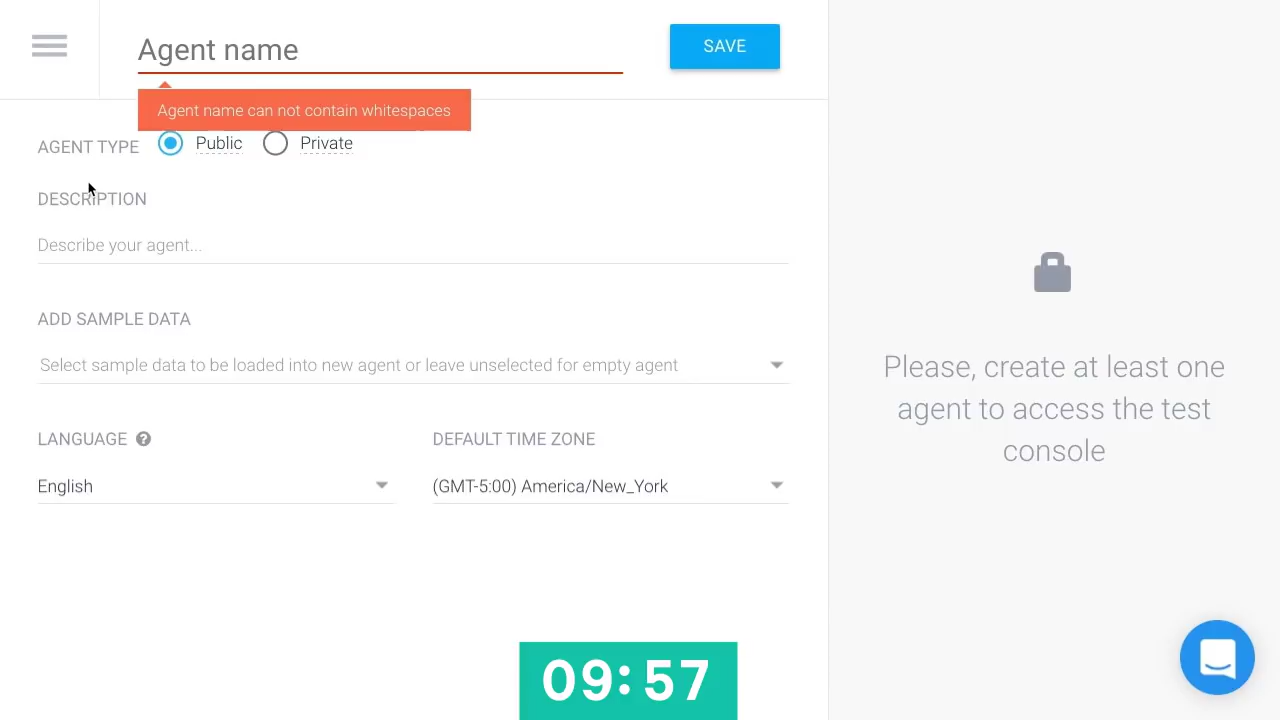 Agent name
SAVE
Agent name can not contain whitespaces
AGENT TYPE Public Private
DESCRIPTION
Describe your agent...
ADD SAMPLE DATA
Select sample data to be loaded into new agent or leave unselected for empty agent
LANGUAGE ?
DEFAULT TIME ZONE
English
(GMT-5:00) America/New_York
Please, create at least one
agent to access the test
console
09:57